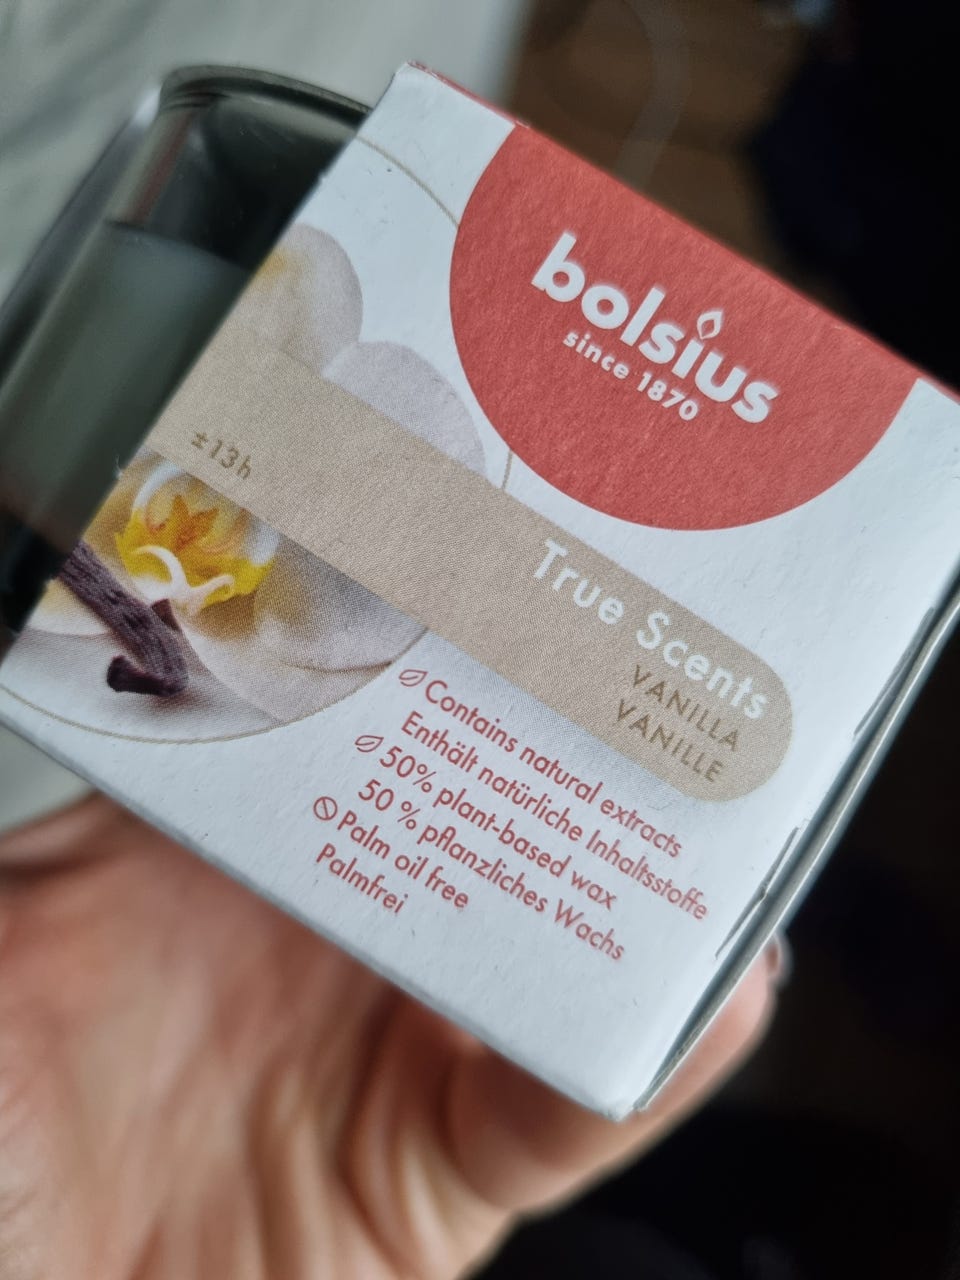 bolsius
since 1870
±13h
True Scents
VANILLA
VANILLE
Contains natural extracts
Enthält natürliche Inhaltsstoffe
50% plant-based wax
50 % pflanzliches Wachs
Palm oil free
Palmfrei